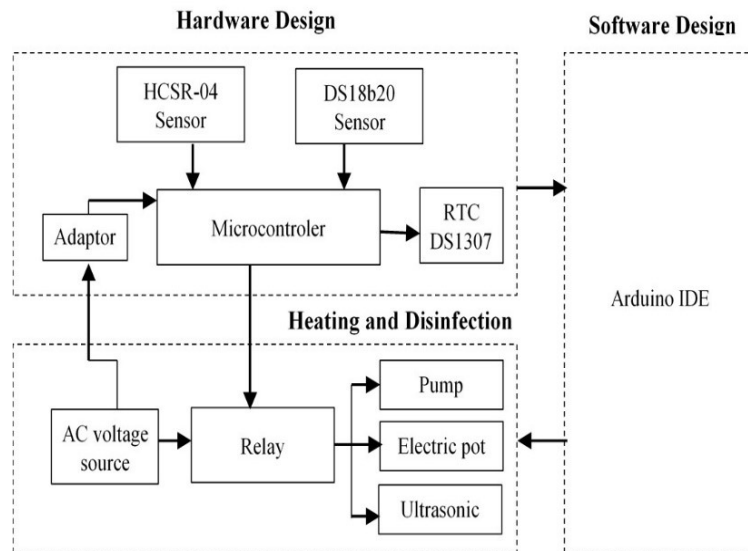 Hardware Design
Software Design
HCSR-04
Sensor
DS18b20
Sensor
Adaptor
Microcontroler
RTC
DS1307
Arduino IDE
Heating and Disinfection
AC voltage
source
Relay
Pump
Electric pot
Ultrasonic